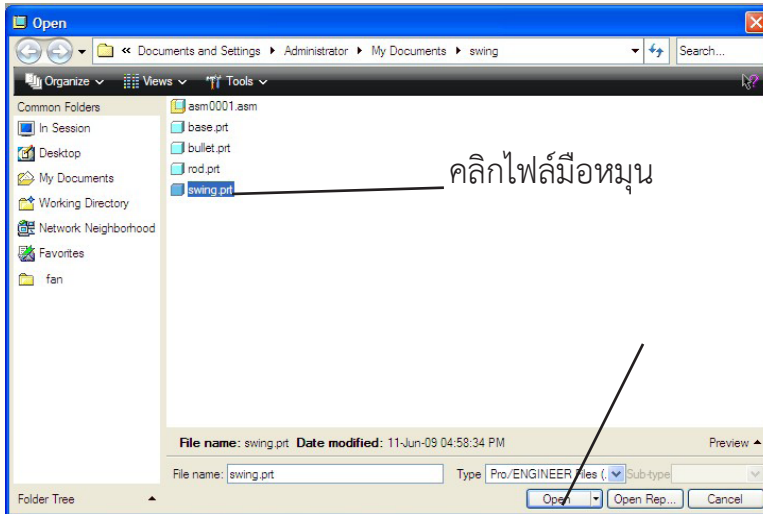 Open
« Documents and Settings Administrator My Documents swing Search...
Organize Views Tools
Common Folders
In Session
Desktop
My Documents
Working Directory
Network Neighborhood
Favorites
fan
asm0001.asm
base.prt
bullet.prt
rod.prt
swing.prt
คลิกไฟล์มือหมุน
File name: swing.prt Date modified: 11-Jun-09 04:58:34 PM Preview
File name: swing.prt Type Pro/ENGINEER Files (. Sub-type
Folder Tree Open Open Rep... Cancel